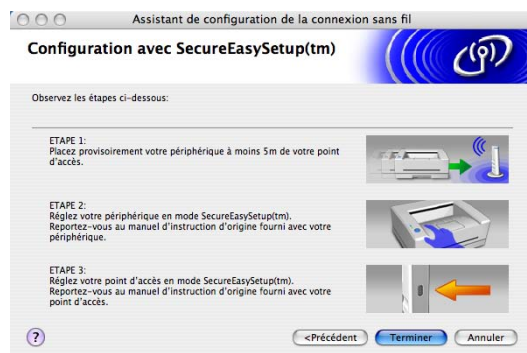 Assistant de configuration de la connexion sans fil
Configuration avec SecureEasySetup(tm)
Observez les étapes ci-dessous:
ETAPE 1:
Placez provisoirement votre périphérique à moins 5m de votre point
d'accès.
ETAPE 2:
Réglez votre périphérique en mode SecureEasySetup(tm).
Reportez-vous au manuel d'instruction d'origine fourni avec votre
périphérique.
ETAPE 3:
Réglez votre point d'accès en mode SecureEasySetup(tm).
Reportez-vous au manuel d'instruction d'origine fourni avec votre
point d'accès.
? <Précédent Terminer Annuler